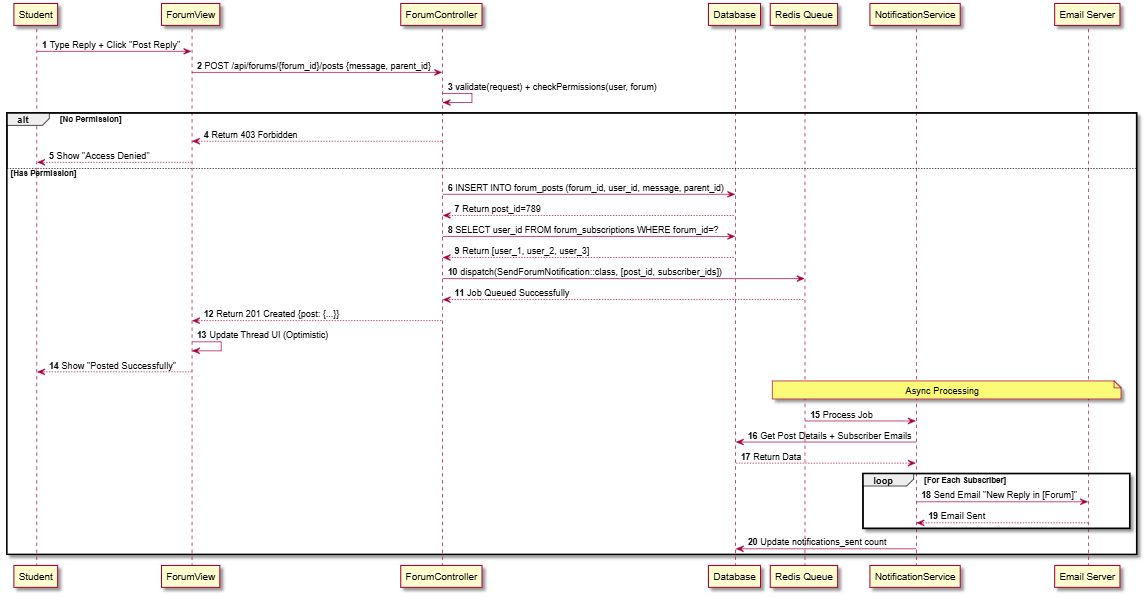 Student ForumView ForumController Database Redis Queue NotificationService Email Server
1 Type Reply + Click "Post Reply"
2 POST /api/forums/{forum_id}/posts {message, parent_id}
3 validate(request) + checkPermissions(user, forum)
alt [No Permission]
4 Return 403 Forbidden
5 Show "Access Denied"
[Has Permission]
6 INSERT INTO forum_posts (forum_id, user_id, message, parent_id)
7 Return post_id=789
8 SELECT user_id FROM forum_subscriptions WHERE forum_id=?
9 Return [user_1, user_2, user_3]
10 dispatch(SendForumNotification::class, [post_id, subscriber_ids])
11 Job Queued Successfully
12 Return 201 Created {post: {...}}
13 Update Thread UI (Optimistic)
14 Show "Posted Successfully"
Async Processing
15 Process Job
16 Get Post Details + Subscriber Emails
17 Return Data
loop [For Each Subscriber]
18 Send Email "New Reply in [Forum]"
19 Email Sent
20 Update notifications_sent count
Student ForumView ForumController Database Redis Queue NotificationService Email Server